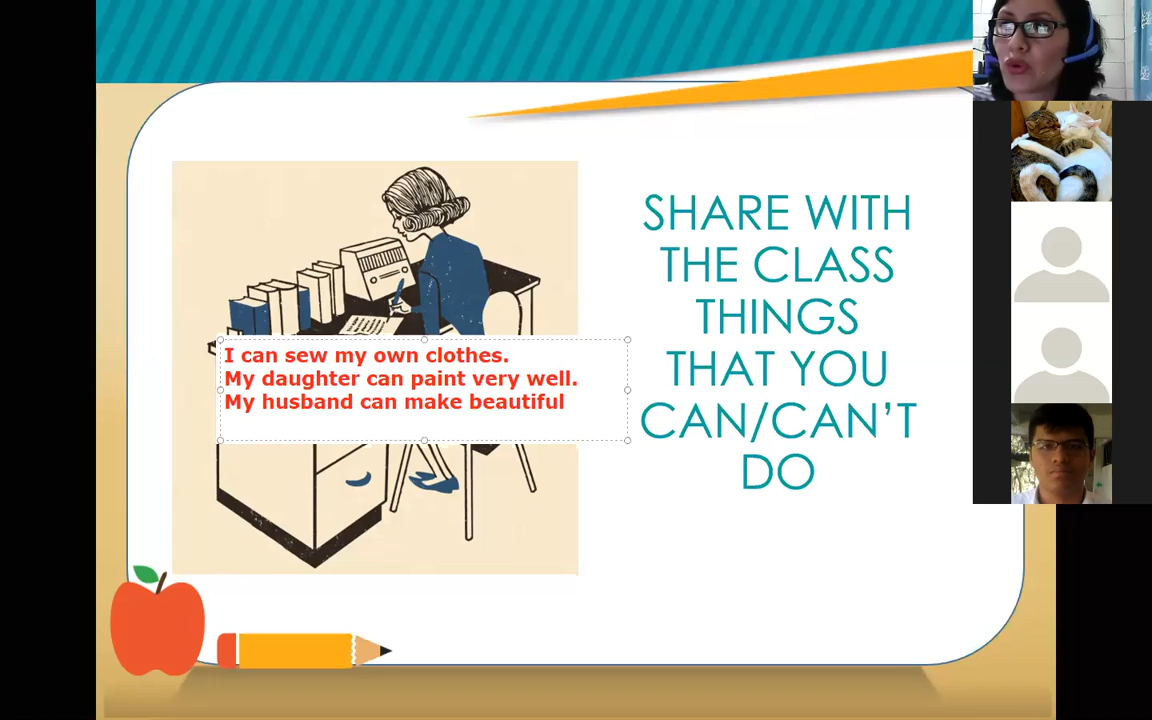 I can sew my own clothes.
My daughter can paint very well.
My husband can make beautiful
SHARE WITH
THE CLASS
THINGS
THAT YOU
CAN/CAN’T
DO